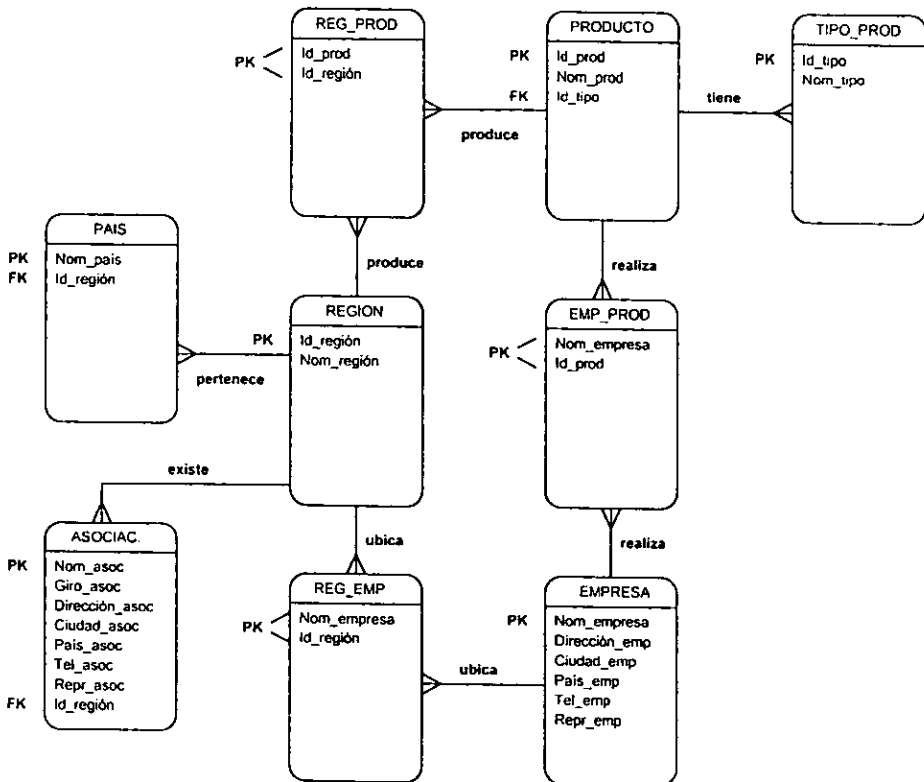 REG_PROD
PK
Id_prod
Id_región
PRODUCTO
PK
Id_prod
Nom_prod
FK
Id_tipo
TIPO_PROD
PK
Id_tipo
Nom_tipo
tiene
produce
PAIS
PK
Nom_pais
FK
Id_región
produce
realiza
REGION
PK
Id_región
Nom_región
pertenece
EMP_PROD
PK
Nom_empresa
Id_prod
existe
ASOCIAC.
PK
Nom_asoc
Giro_asoc
Dirección_asoc
Ciudad_asoc
País_asoc
Tel_asoc
Repr_asoc
FK
Id_región
ubica
realiza
REG_EMP
PK
Nom_empresa
Id_región
ubica
EMPRESA
PK
Nom_empresa
Dirección_emp
Ciudad_emp
País_emp
Tel_emp
Repr_emp